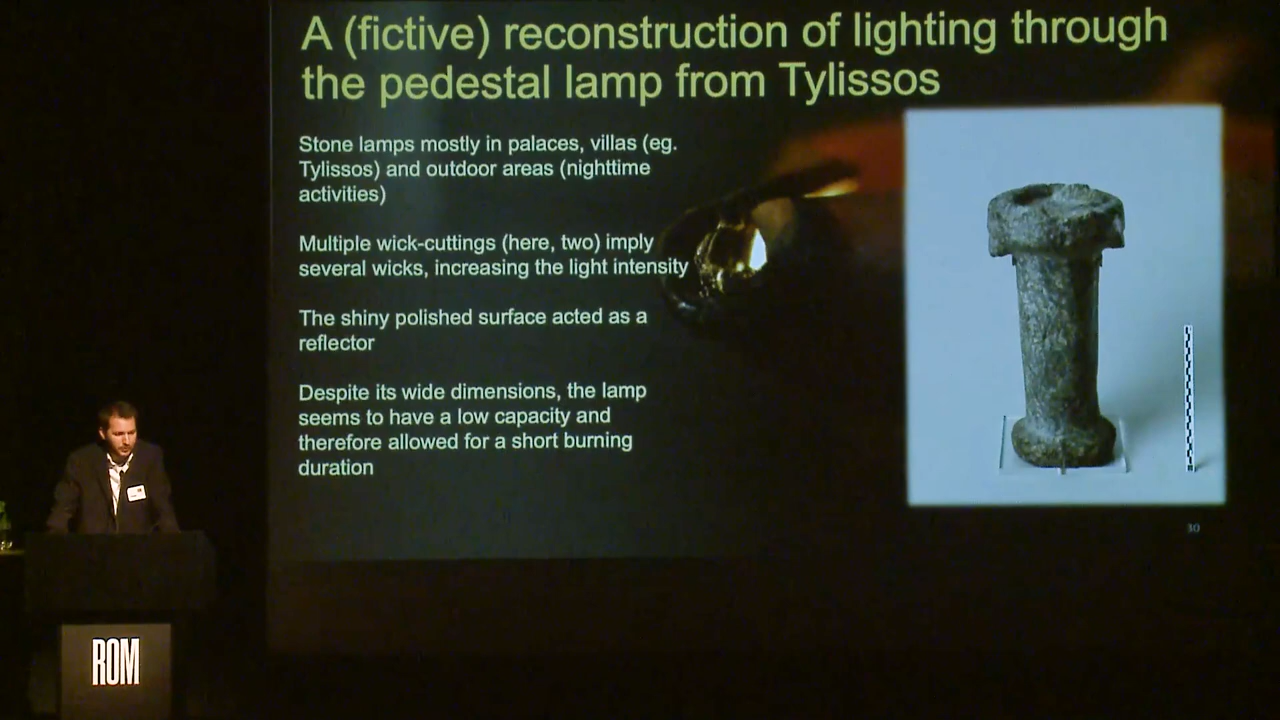 A (fictive) reconstruction of lighting through
the pedestal lamp from Tylissos
Stone lamps mostly in palaces, villas (eg.
Tylissos) and outdoor areas (nighttime
activities)
Multiple wick-cuttings (here, two) imply
several wicks, increasing the light intensity
The shiny polished surface acted as a
reflector
Despite its wide dimensions, the lamp
seems to have a low capacity and
therefore allowed for a short burning
duration
30
ROM